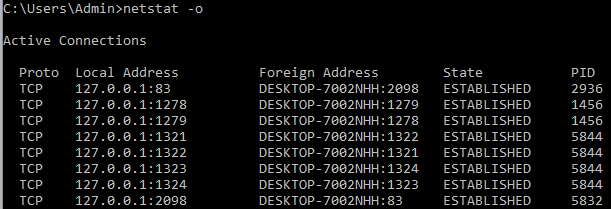 C:\Users\Admin>netstat -o
Active Connections
Proto Local Address Foreign Address State PID
TCP 127.0.0.1:83 DESKTOP-7002NHH:2098 ESTABLISHED 2936
TCP 127.0.0.1:1278 DESKTOP-7002NHH:1279 ESTABLISHED 1456
TCP 127.0.0.1:1279 DESKTOP-7002NHH:1278 ESTABLISHED 1456
TCP 127.0.0.1:1321 DESKTOP-7002NHH:1322 ESTABLISHED 5844
TCP 127.0.0.1:1322 DESKTOP-7002NHH:1321 ESTABLISHED 5844
TCP 127.0.0.1:1323 DESKTOP-7002NHH:1324 ESTABLISHED 5844
TCP 127.0.0.1:1324 DESKTOP-7002NHH:1323 ESTABLISHED 5844
TCP 127.0.0.1:2098 DESKTOP-7002NHH:83 ESTABLISHED 5832